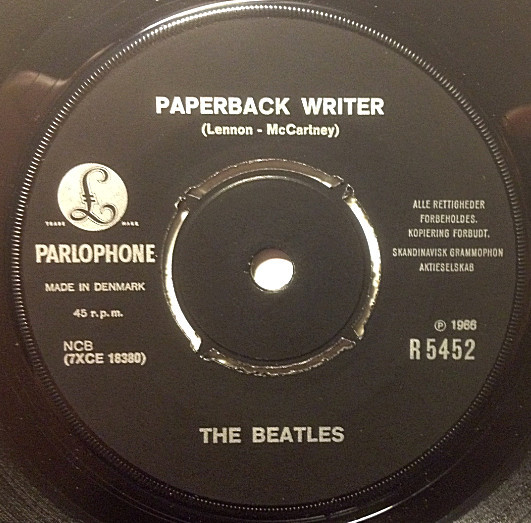 PAPERBACK WRITER
(Lennon - McCartney)
£
TRADE MARK
PARLOPHONE
MADE IN DENMARK
45 r.p.m.
NCB
(7XCE 18380)
ALLE RETTIGHEDER
FORBEHOLDES.
KOPIERING FORBUDT.
SKANDINAVISK GRAMMOPHON
AKTIESELSKAB
℗ 1966
R 5452
THE BEATLES